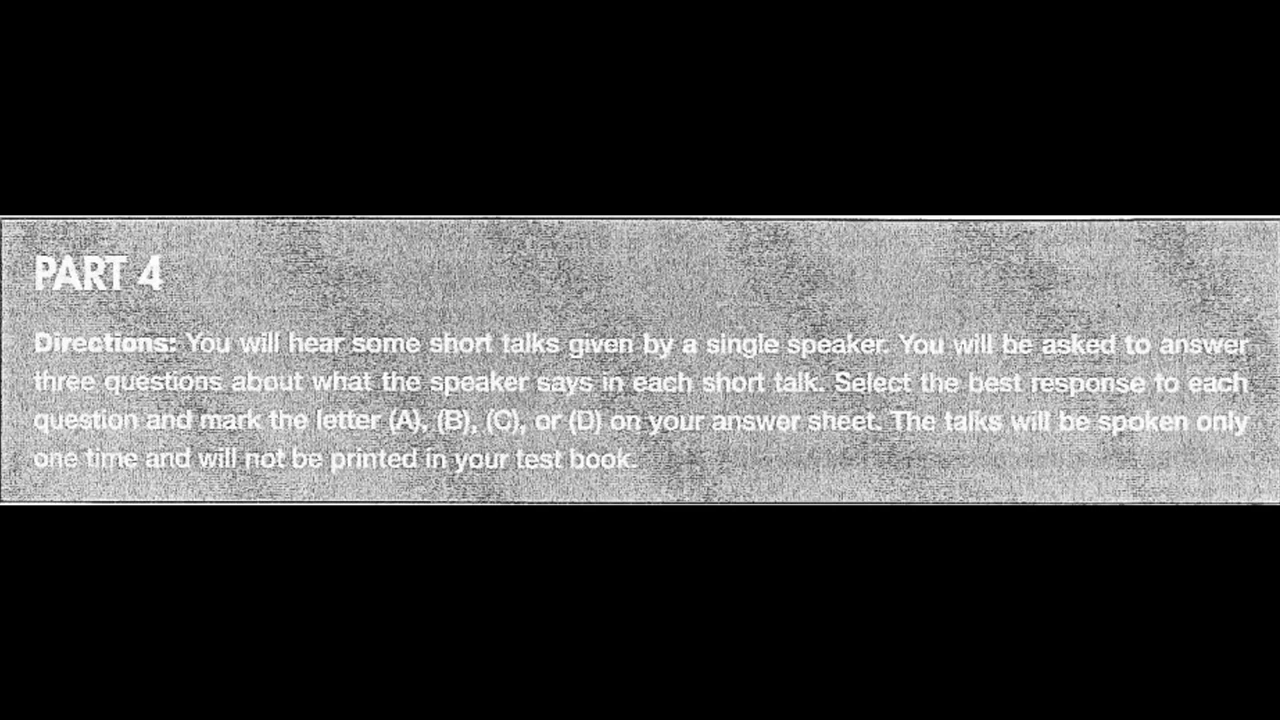 PART 4
Directions: You will hear some short talks given by a single speaker. You will be asked to answer
three questions about what the speaker says in each short talk. Select the best response to each
question and mark the letter (A), (B), (C), or (D) on your answer sheet. The talks will be spoken only
one time and will not be printed in your test book.